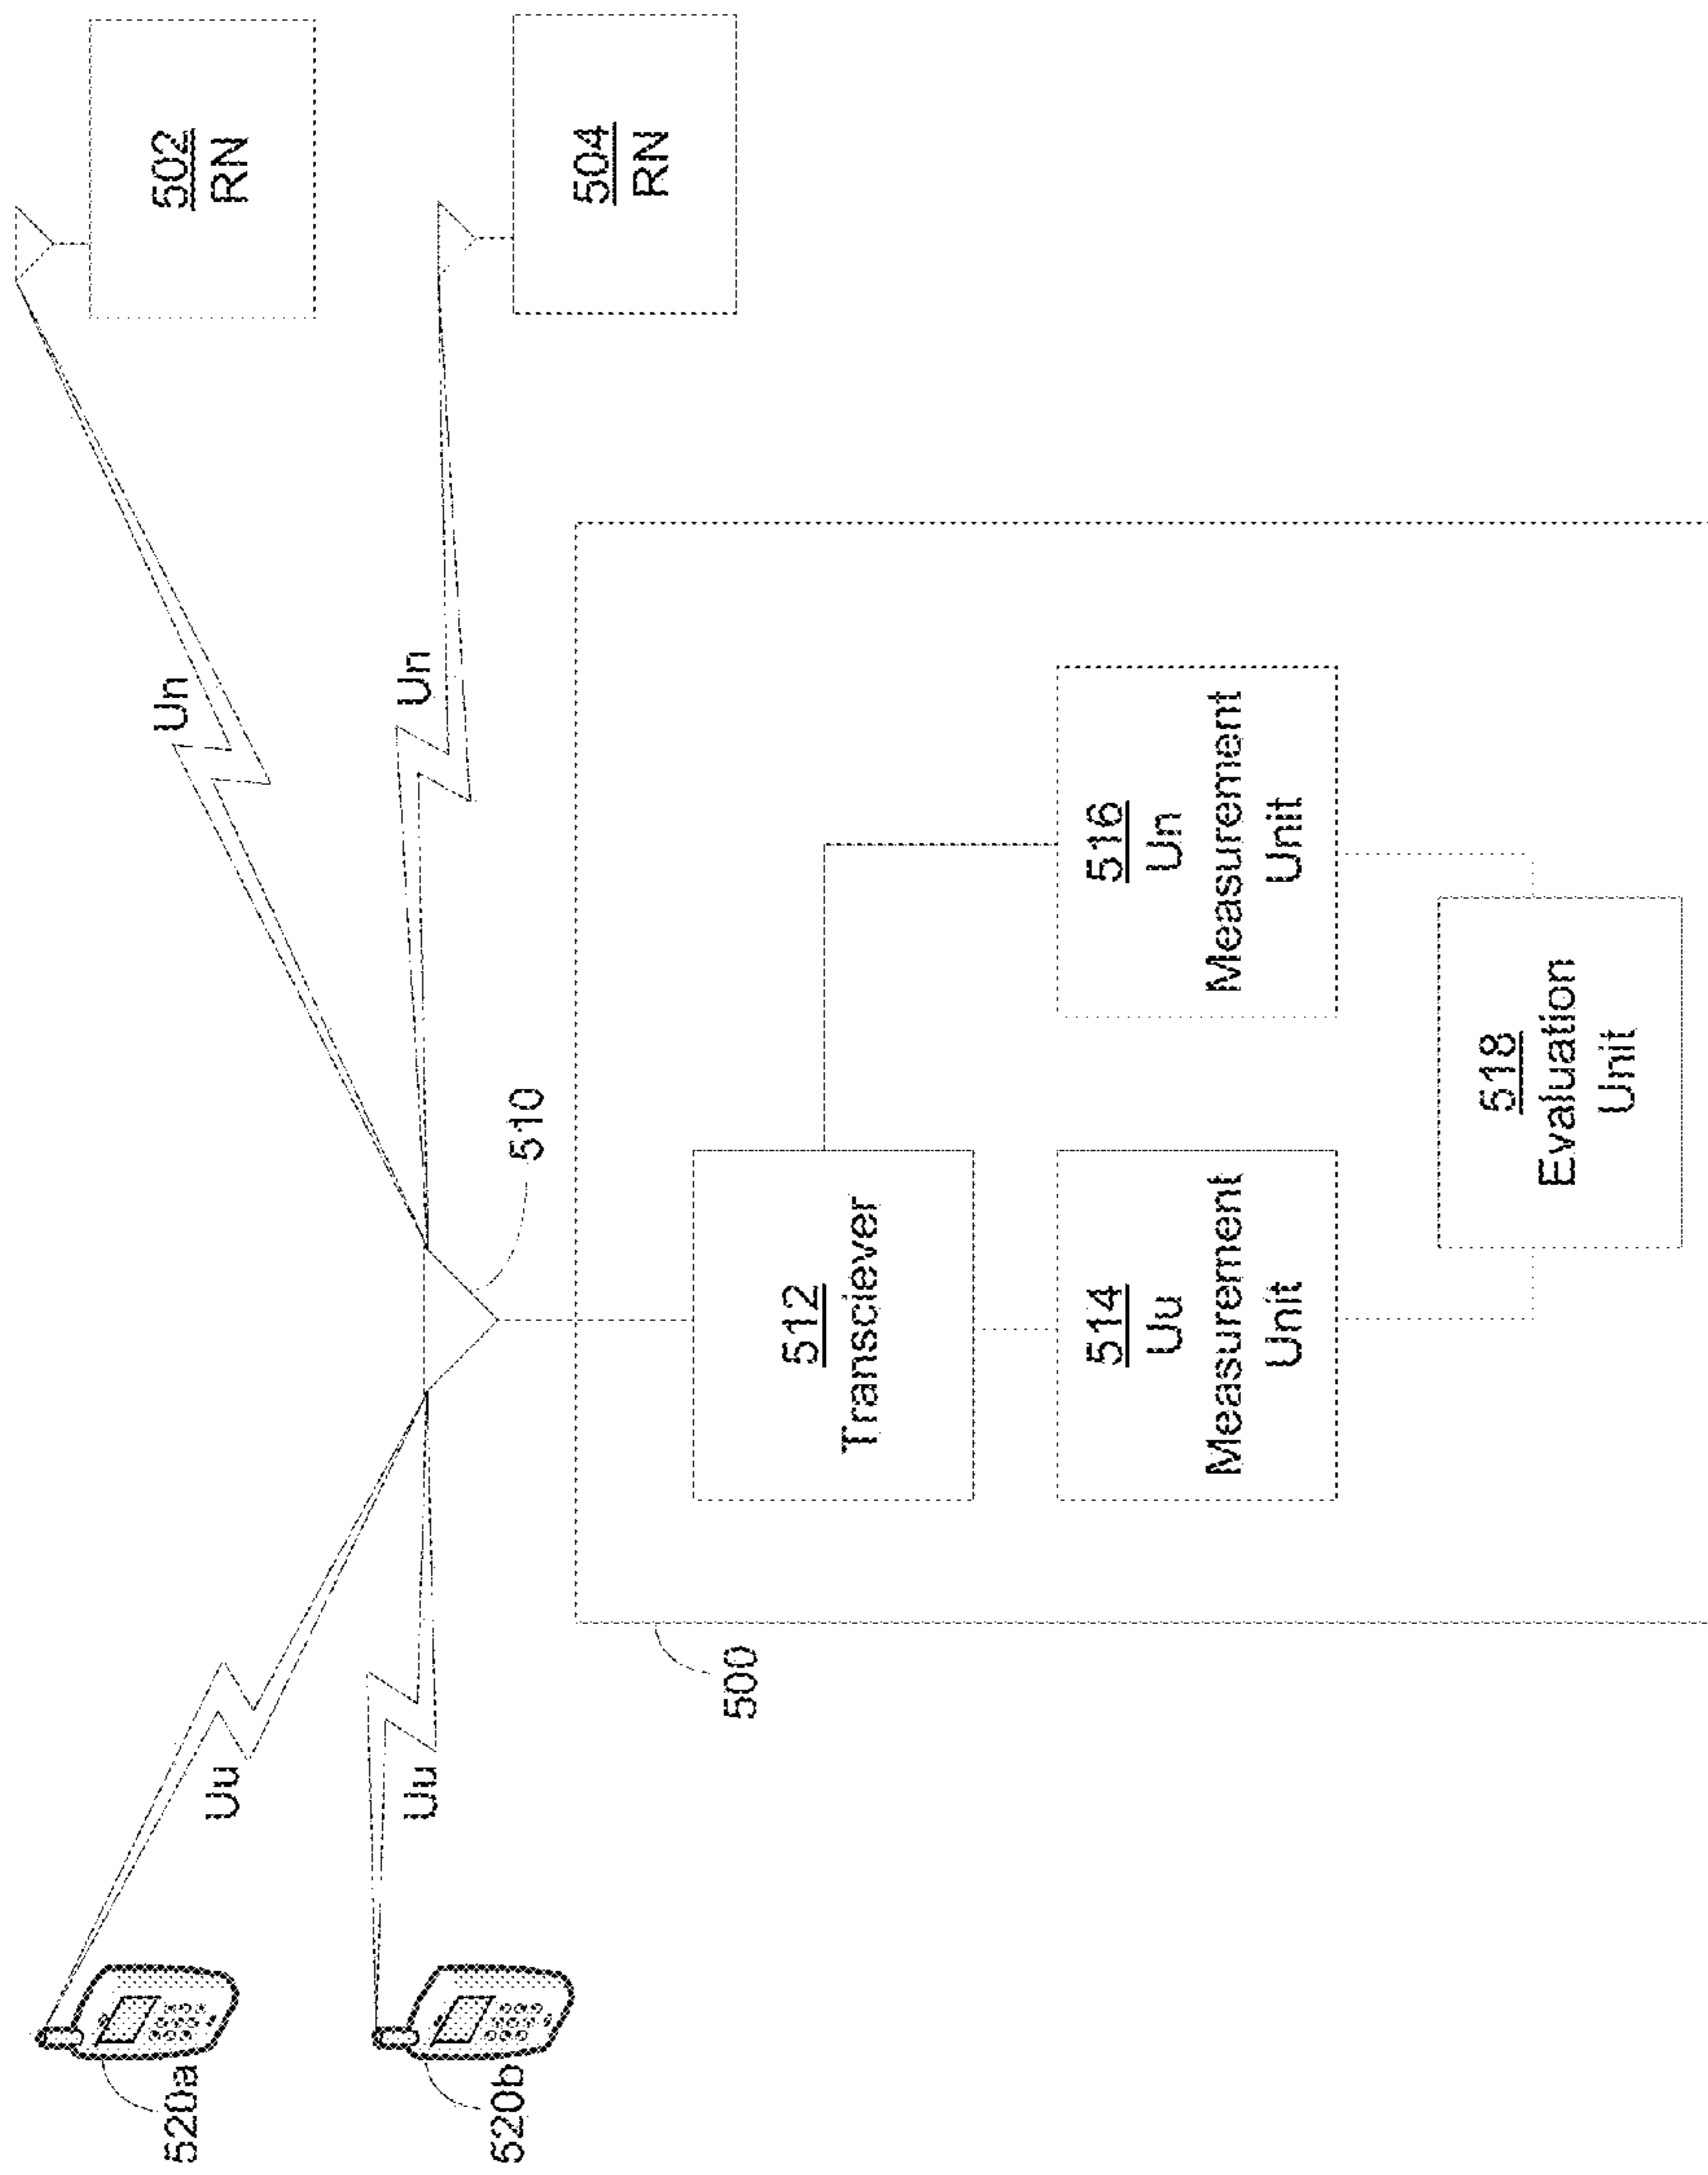 520a
Uu
Un
502
RN
520b
Uu
Un
504
RN
510
500
512
Transciever
514
Uu
Measurement
Unit
516
Un
Measurement
Unit
518
Evaluation
Unit